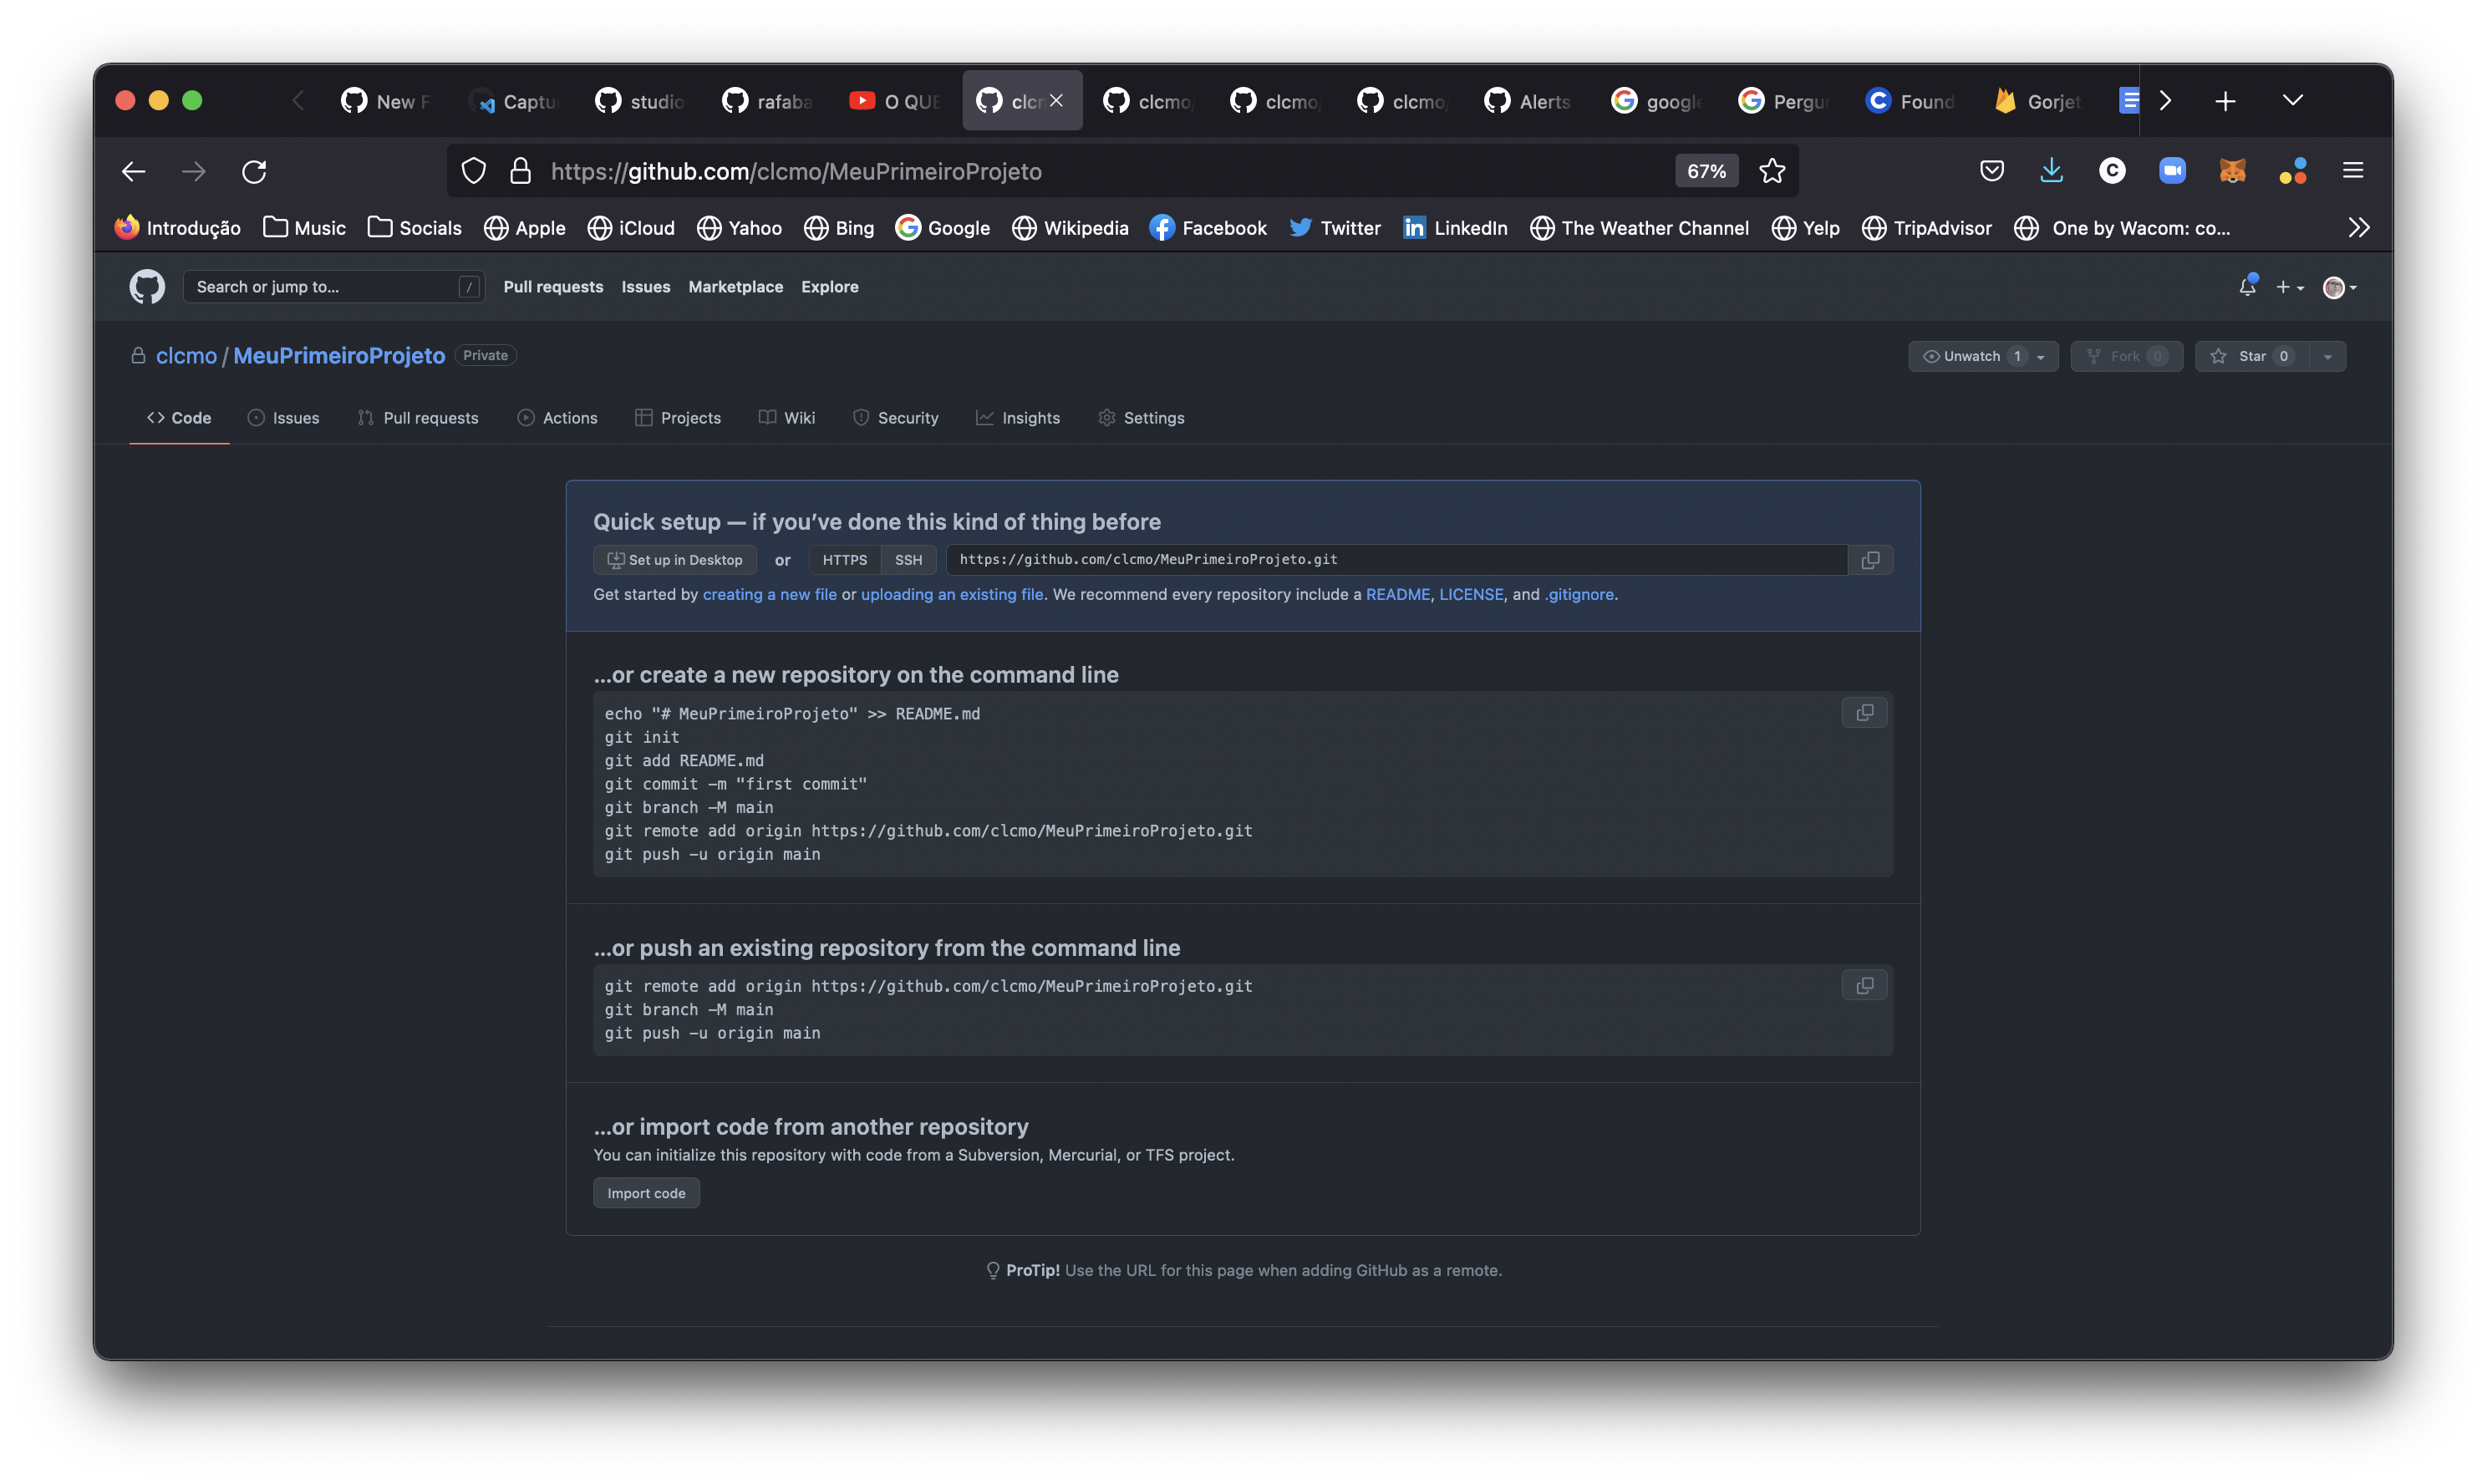 New F
Captu
studio
rafaba
O QUE
clcm
clcmo
clcmo
clcmo
Alerts
google
Pergu
Found
Gorjet
https://github.com/clcmo/MeuPrimeiroProjeto
67%
Introdução Music Socials Apple iCloud Yahoo Bing Google Wikipedia Facebook Twitter LinkedIn The Weather Channel Yelp TripAdvisor One by Wacom: co...
Search or jump to... / Pull requests Issues Marketplace Explore
clcmo / MeuPrimeiroProjeto Private Unwatch 1 Fork 0 Star 0
Code Issues Pull requests Actions Projects Wiki Security Insights Settings
Quick setup — if you’ve done this kind of thing before
Set up in Desktop or HTTPS SSH https://github.com/clcmo/MeuPrimeiroProjeto.git
Get started by creating a new file or uploading an existing file. We recommend every repository include a README, LICENSE, and .gitignore.
…or create a new repository on the command line
echo "# MeuPrimeiroProjeto" >> README.md
git init
git add README.md
git commit -m "first commit"
git branch -M main
git remote add origin https://github.com/clcmo/MeuPrimeiroProjeto.git
git push -u origin main
…or push an existing repository from the command line
git remote add origin https://github.com/clcmo/MeuPrimeiroProjeto.git
git branch -M main
git push -u origin main
…or import code from another repository
You can initialize this repository with code from a Subversion, Mercurial, or TFS project.
Import code
ProTip! Use the URL for this page when adding GitHub as a remote.